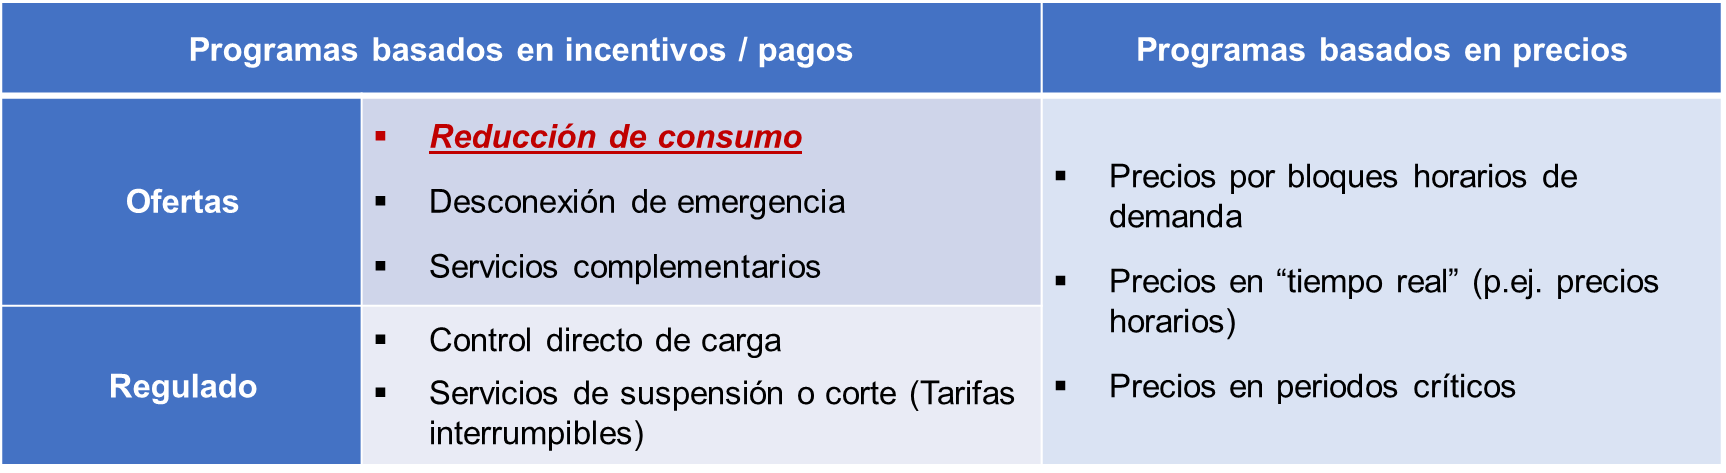 Programas basados en incentivos / pagos
Programas basados en precios
Ofertas
▪ Reducción de consumo
▪ Desconexión de emergencia
▪ Servicios complementarios
Regulado
▪ Control directo de carga
▪ Servicios de suspensión o corte (Tarifas
interrumpibles)
▪ Precios por bloques horarios de
demanda
▪ Precios en “tiempo real” (p.ej. precios
horarios)
▪ Precios en periodos críticos